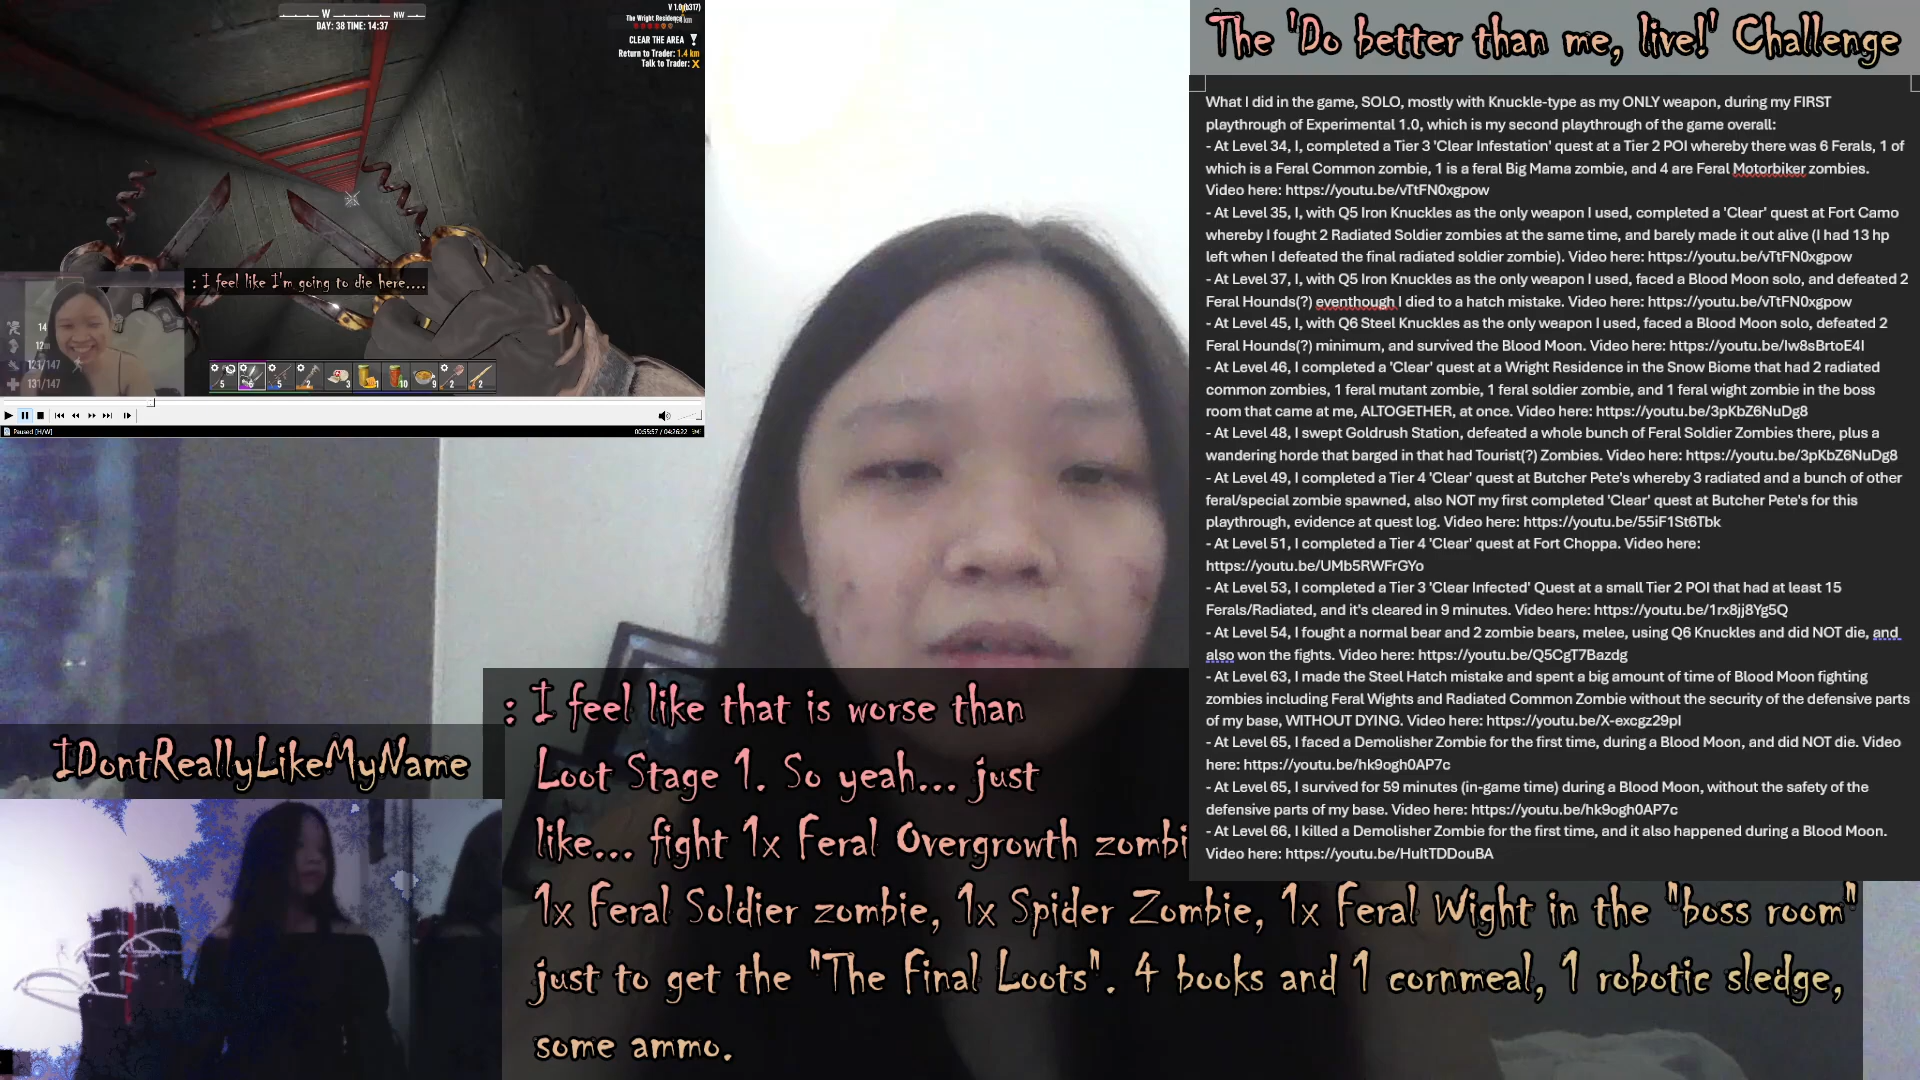 W
NW
DAY: 38 TIME: 14:37
V 1.0 (b317)
The Wright Residence
CLEAR THE AREA
Return to Trader: 1.4 km
Talk to Trader: X
: I feel like I'm going to die here....
14
12m
121/147
131/147
5
6
5
2
3
1
10
9
2
2
Paused [H/W]
00:55:57 / 04:26:22
The 'Do better than me, live!' Challenge
What I did in the game, SOLO, mostly with Knuckle-type as my ONLY weapon, during my FIRST
playthrough of Experimental 1.0, which is my second playthrough of the game overall:
- At Level 34, I, completed a Tier 3 'Clear Infestation' quest at a Tier 2 POI whereby there was 6 Ferals, 1 of
which is a Feral Common zombie, 1 is a feral Big Mama zombie, and 4 are Feral Motorbiker zombies.
Video here: https://youtu.be/vTtFN0xgpow
- At Level 35, I, with Q5 Iron Knuckles as the only weapon I used, completed a 'Clear' quest at Fort Camo
whereby I fought 2 Radiated Soldier zombies at the same time, and barely made it out alive (I had 13 hp
left when I defeated the final radiated soldier zombie). Video here: https://youtu.be/vTtFN0xgpow
- At Level 37, I, with Q5 Iron Knuckles as the only weapon I used, faced a Blood Moon solo, and defeated 2
Feral Hounds(?) eventhough I died to a hatch mistake. Video here: https://youtu.be/vTtFN0xgpow
- At Level 45, I, with Q6 Steel Knuckles as the only weapon I used, faced a Blood Moon solo, defeated 2
Feral Hounds(?) minimum, and survived the Blood Moon. Video here: https://youtu.be/Iw8sBrtoE4I
- At Level 46, I completed a 'Clear' quest at a Wright Residence in the Snow Biome that had 2 radiated
common zombies, 1 feral mutant zombie, 1 feral soldier zombie, and 1 feral wight zombie in the boss
room that came at me, ALTOGETHER, at once. Video here: https://youtu.be/3pKbZ6NuDg8
- At Level 48, I swept Goldrush Station, defeated a whole bunch of Feral Soldier Zombies there, plus a
wandering horde that barged in that had Tourist(?) Zombies. Video here: https://youtu.be/3pKbZ6NuDg8
- At Level 49, I completed a Tier 4 'Clear' quest at Butcher Pete's whereby 3 radiated and a bunch of other
feral/special zombie spawned, also NOT my first completed 'Clear' quest at Butcher Pete's for this
playthrough, evidence at quest log. Video here: https://youtu.be/55iF1St6Tbk
- At Level 51, I completed a Tier 4 'Clear' quest at Fort Choppa. Video here:
https://youtu.be/UMb5RWFrGYo
- At Level 53, I completed a Tier 3 'Clear Infected' Quest at a small Tier 2 POI that had at least 15
Ferals/Radiated, and it's cleared in 9 minutes. Video here: https://youtu.be/1rx8jj8Yg5Q
- At Level 54, I fought a normal bear and 2 zombie bears, melee, using Q6 Knuckles and did NOT die, and
also won the fights. Video here: https://youtu.be/Q5CgT7Bazdg
- At Level 63, I made the Steel Hatch mistake and spent a big amount of time of Blood Moon fighting
zombies including Feral Wights and Radiated Common Zombie without the security of the defensive parts
of my base, WITHOUT DYING. Video here: https://youtu.be/X-excgz29pI
- At Level 65, I faced a Demolisher Zombie for the first time, during a Blood Moon, and did NOT die. Video
here: https://youtu.be/hk9ogh0AP7c
- At Level 65, I survived for 59 minutes (in-game time) during a Blood Moon, without the safety of the
defensive parts of my base. Video here: https://youtu.be/hk9ogh0AP7c
- At Level 66, I killed a Demolisher Zombie for the first time, and it also happened during a Blood Moon.
Video here: https://youtu.be/HuItTDDouBA
IDontReallyLikeMyName
: I feel like that is worse than
Loot Stage 1. So yeah... just
like... fight 1x Feral Overgrowth zombi
1x Feral Soldier zombie, 1x Spider Zombie, 1x Feral Wight in the "boss room"
just to get the "The Final Loots". 4 books and 1 cornmeal, 1 robotic sledge,
some ammo.